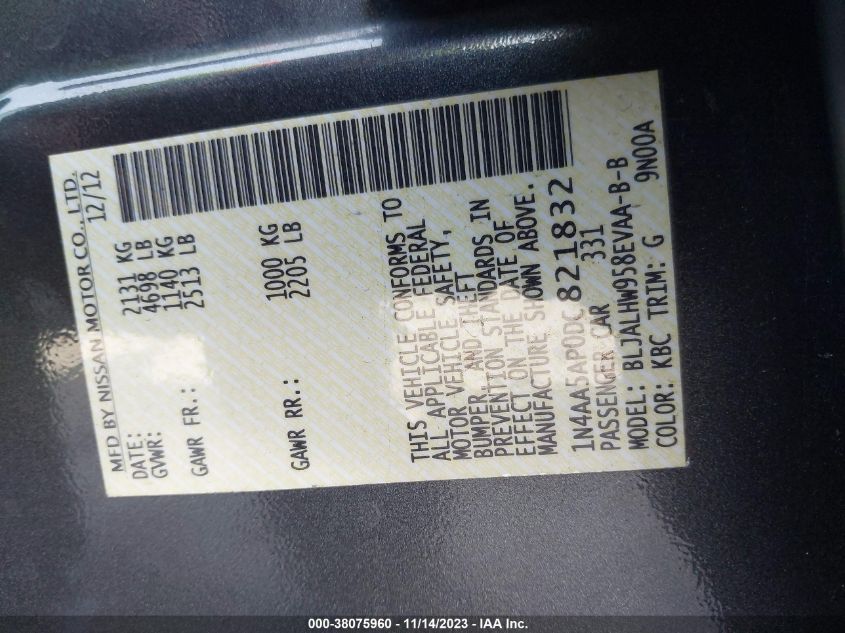 MFD BY NISSAN MOTOR CO., LTD.
DATE: 12/12
GVWR: 2131 KG
4698 LB
GAWR FR.: 1140 KG
2513 LB
GAWR RR.: 1000 KG
2205 LB
THIS VEHICLE CONFORMS TO
ALL APPLICABLE FEDERAL
MOTOR VEHICLE SAFETY,
BUMPER, AND THEFT
PREVENTION STANDARDS IN
EFFECT ON THE DATE OF
MANUFACTURE SHOWN ABOVE.
1N4AA5AP0DC821832
PASSENGER CAR 331
MODEL: BLJALHW958EVAA-B-B
COLOR: KBC TRIM: G 9N00A
000-38075960 - 11/14/2023 - IAA Inc.